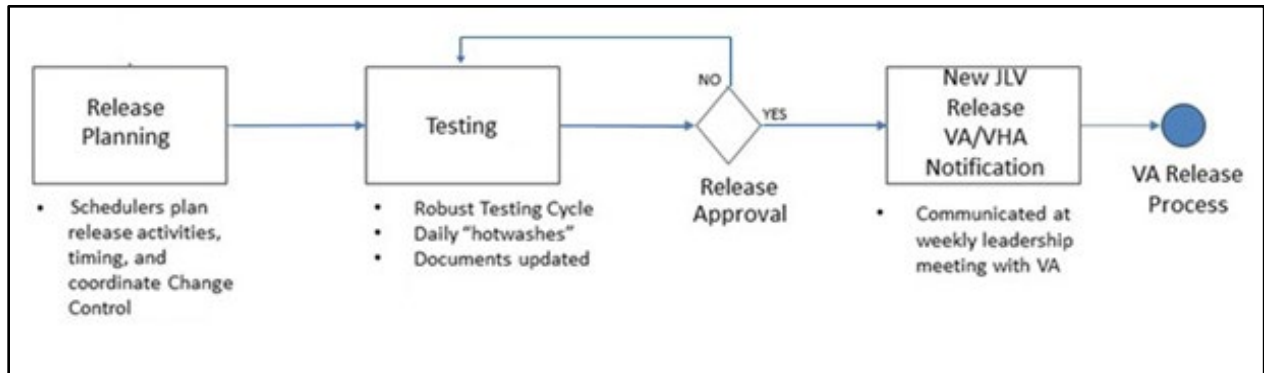 Release
Planning
• Schedulers plan
release activities,
timing, and
coordinate Change
Control
Testing
• Robust Testing Cycle
• Daily “hotwashes”
• Documents updated
NO
YES
Release
Approval
New JLV
Release
VA/VHA
Notification
• Communicated at
weekly leadership
meeting with VA
VA Release
Process